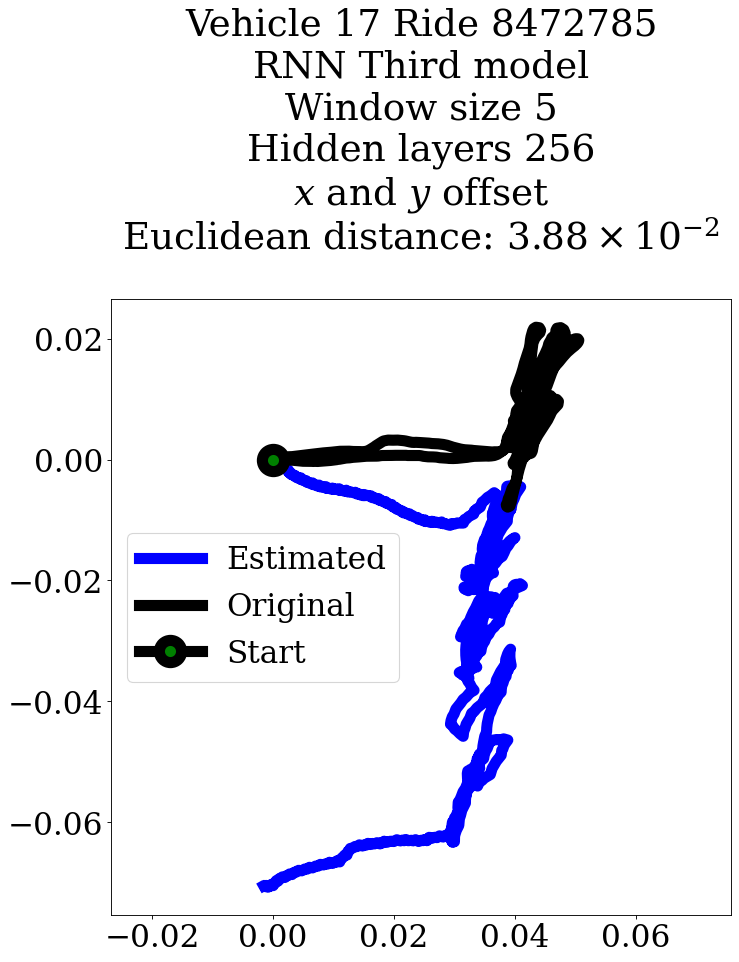 Vehicle 17 Ride 8472785
RNN Third model
Window size 5
Hidden layers 256
x and y offset
Euclidean distance: 3.88 × 10⁻²
0.02
0.00
−0.02
−0.04
−0.06
Estimated
Original
Start
−0.02 0.00 0.02 0.04 0.06